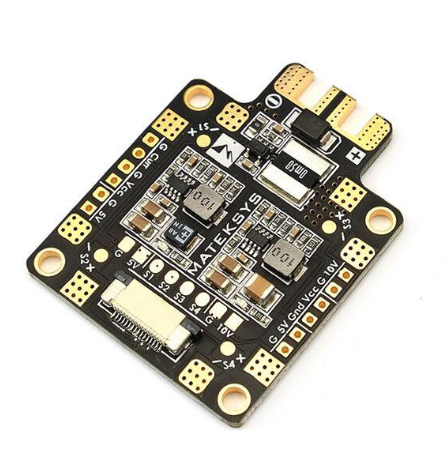 S1
G Curr G Vcc G 5V
0M50
100
MATEKSYS
100
S3
S2
G 5V S1 S2 S3 S4 G 10V
G 5V Gnd Vcc G 10V
S4